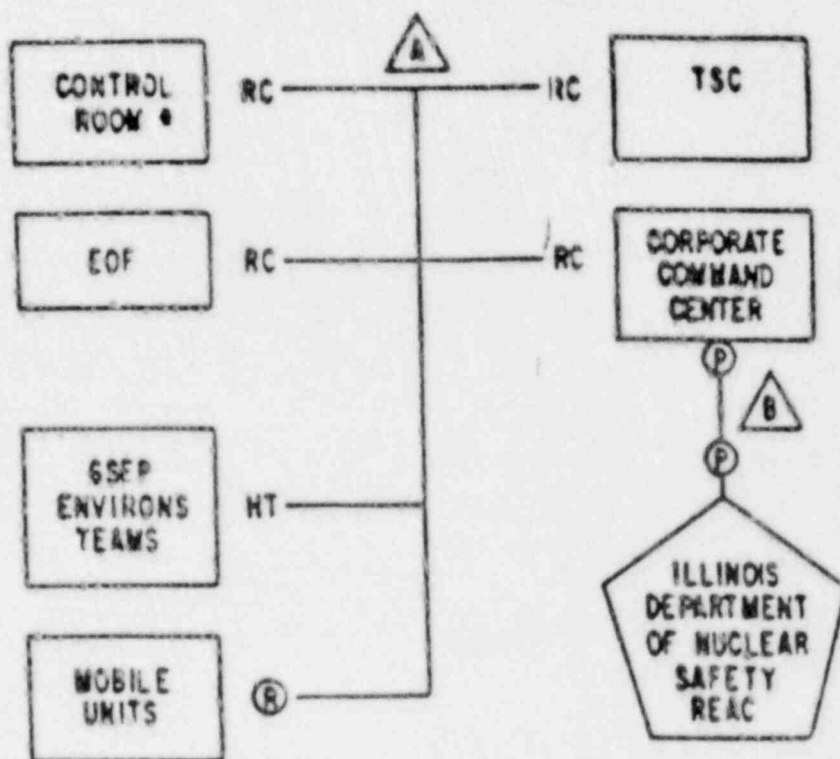 A
CONTROL
ROOM *
RC
RC
TSC
EOF
RC
RC
CORPORATE
COMMAND
CENTER
P
B
P
GSEP
ENVIRONS
TEAMS
HT
ILLINOIS
DEPARTMENT
OF NUCLEAR
SAFETY
REAC
MOBILE
UNITS
R